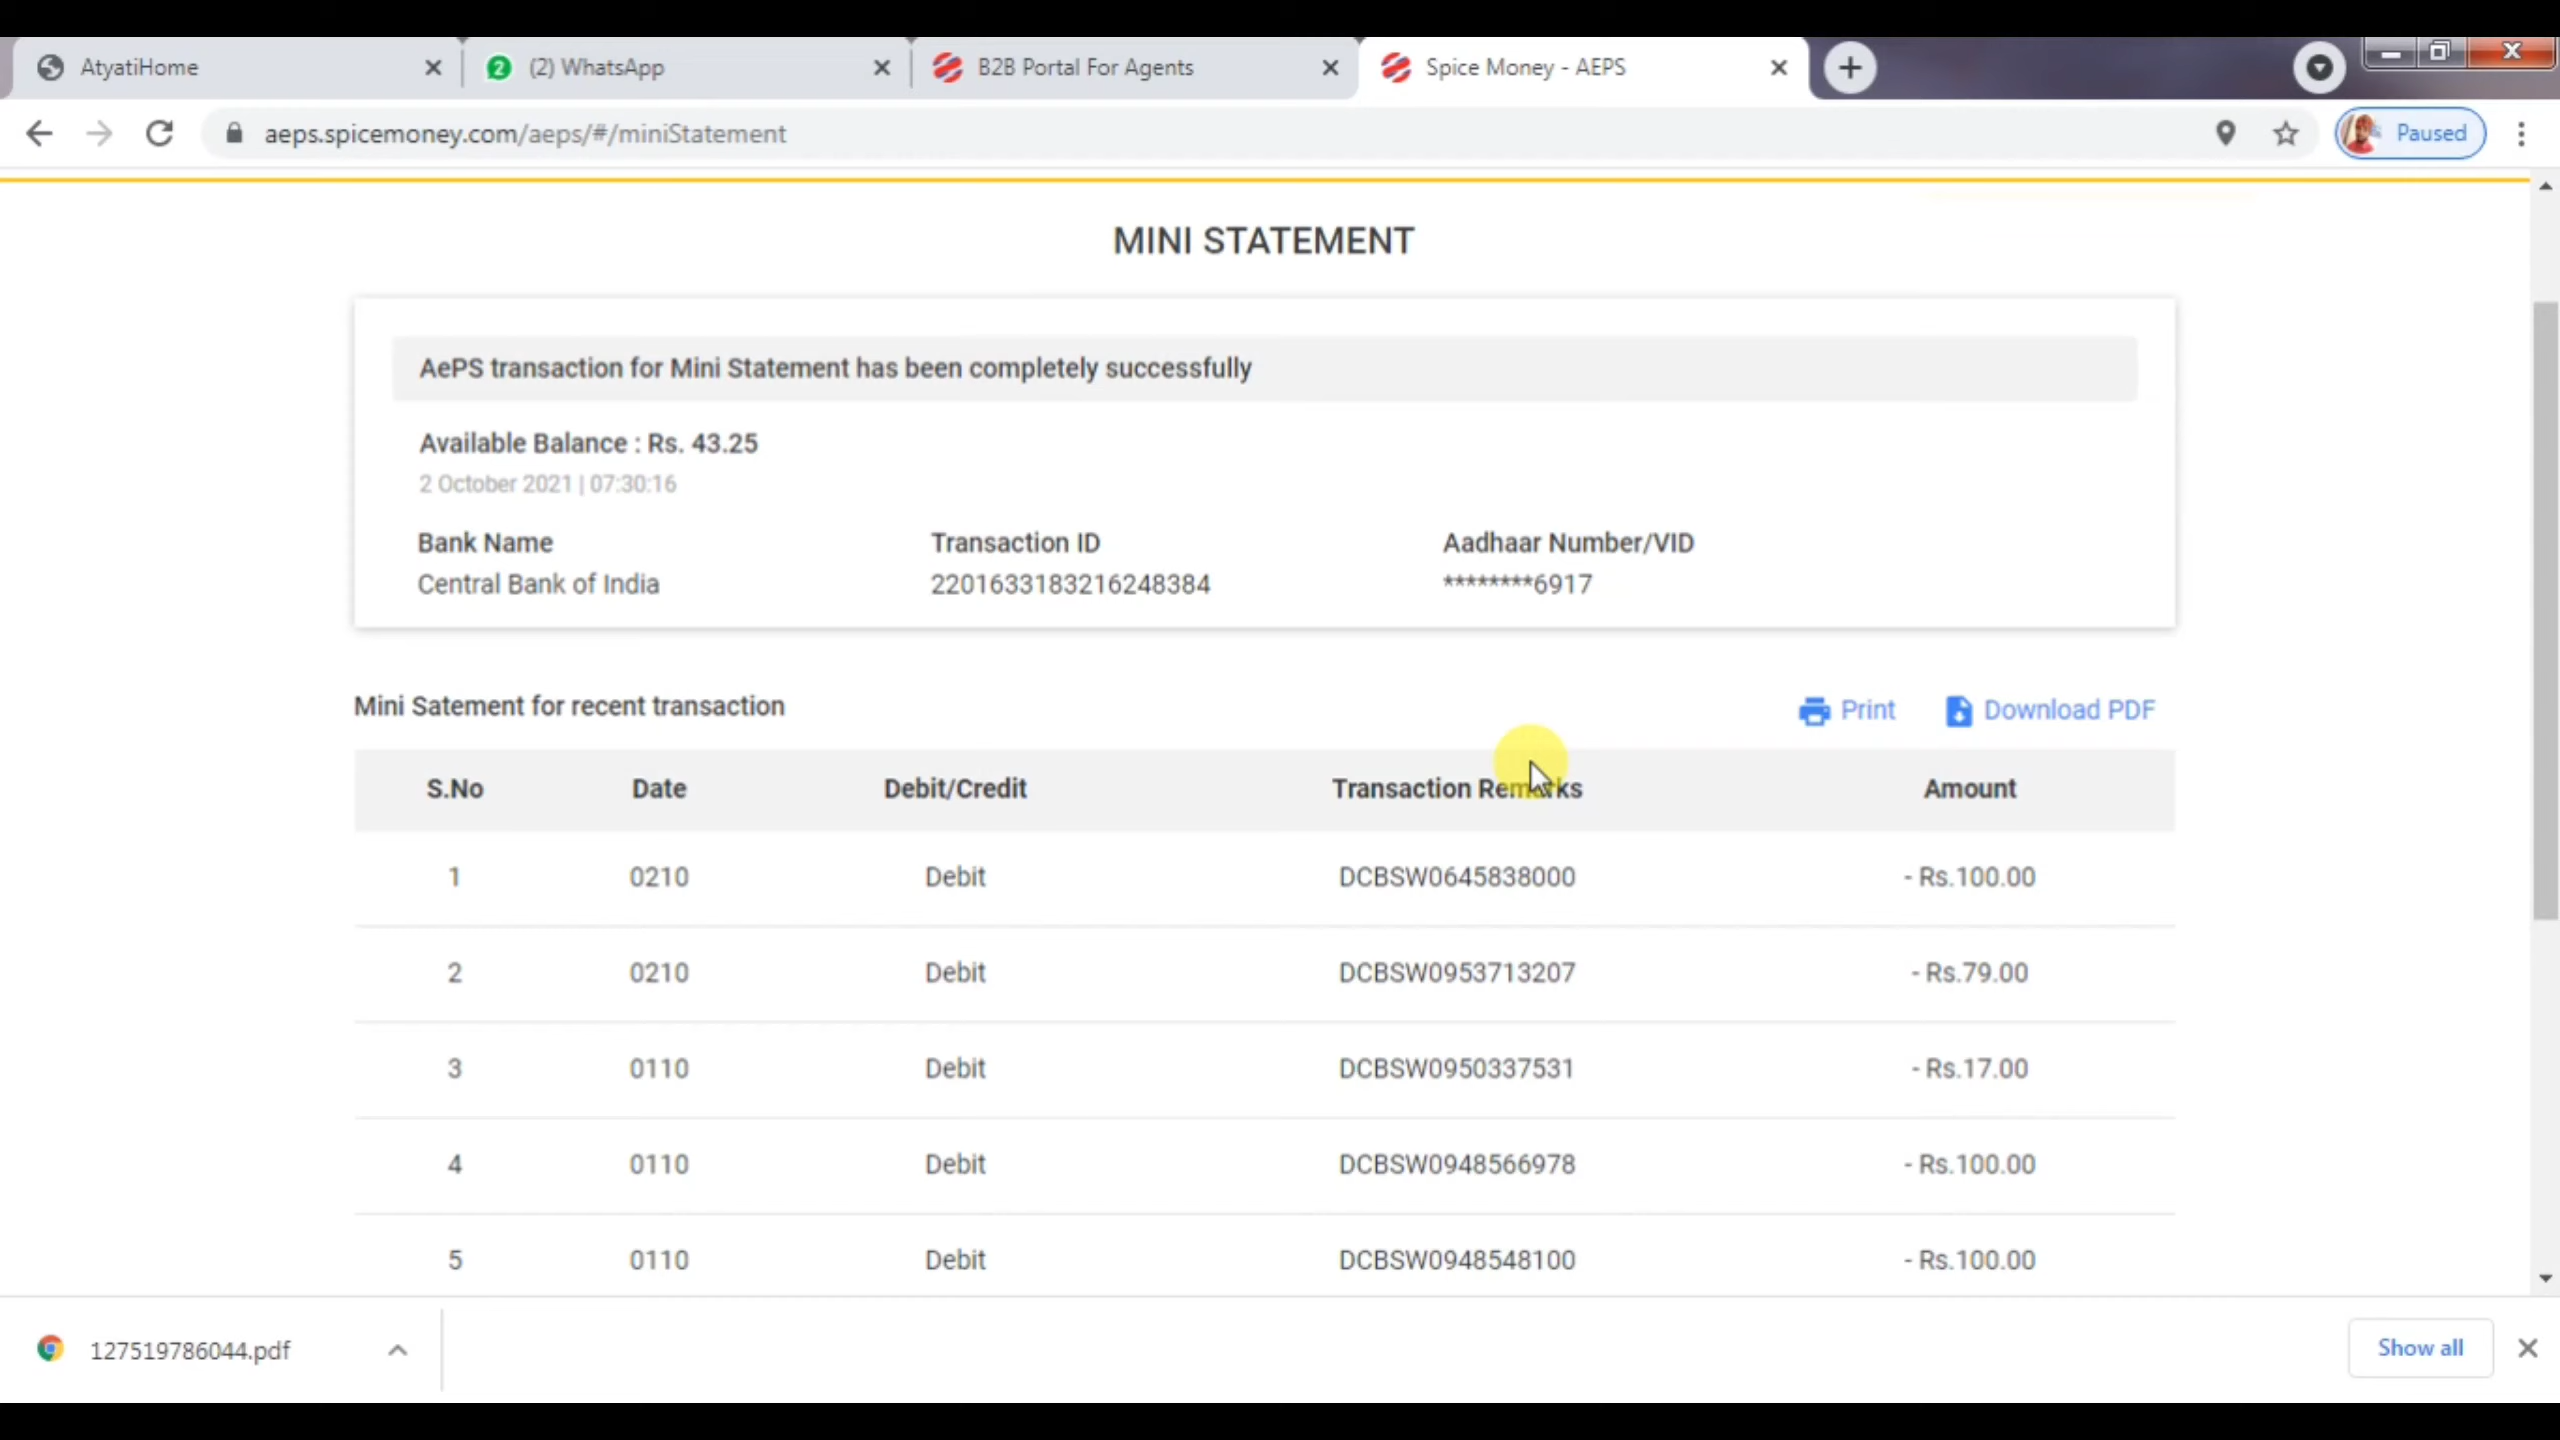 AtyatiHome
2
(2) WhatsApp
B2B Portal For Agents
Spice Money - AEPS
aeps.spicemoney.com/aeps/#/miniStatement
Paused
MINI STATEMENT
AePS transaction for Mini Statement has been completely successfully
Available Balance : Rs. 43.25
2 October 2021 | 07:30:16
Bank Name Transaction ID Aadhaar Number/VID
Central Bank of India 2201633183216248384 ********6917
Mini Satement for recent transaction
Print Download PDF
S.No Date Debit/Credit Transaction Remarks Amount
1 0210 Debit DCBSW0645838000 - Rs.100.00
2 0210 Debit DCBSW0953713207 - Rs.79.00
3 0110 Debit DCBSW0950337531 - Rs.17.00
4 0110 Debit DCBSW0948566978 - Rs.100.00
5 0110 Debit DCBSW0948548100 - Rs.100.00
127519786044.pdf
Show all